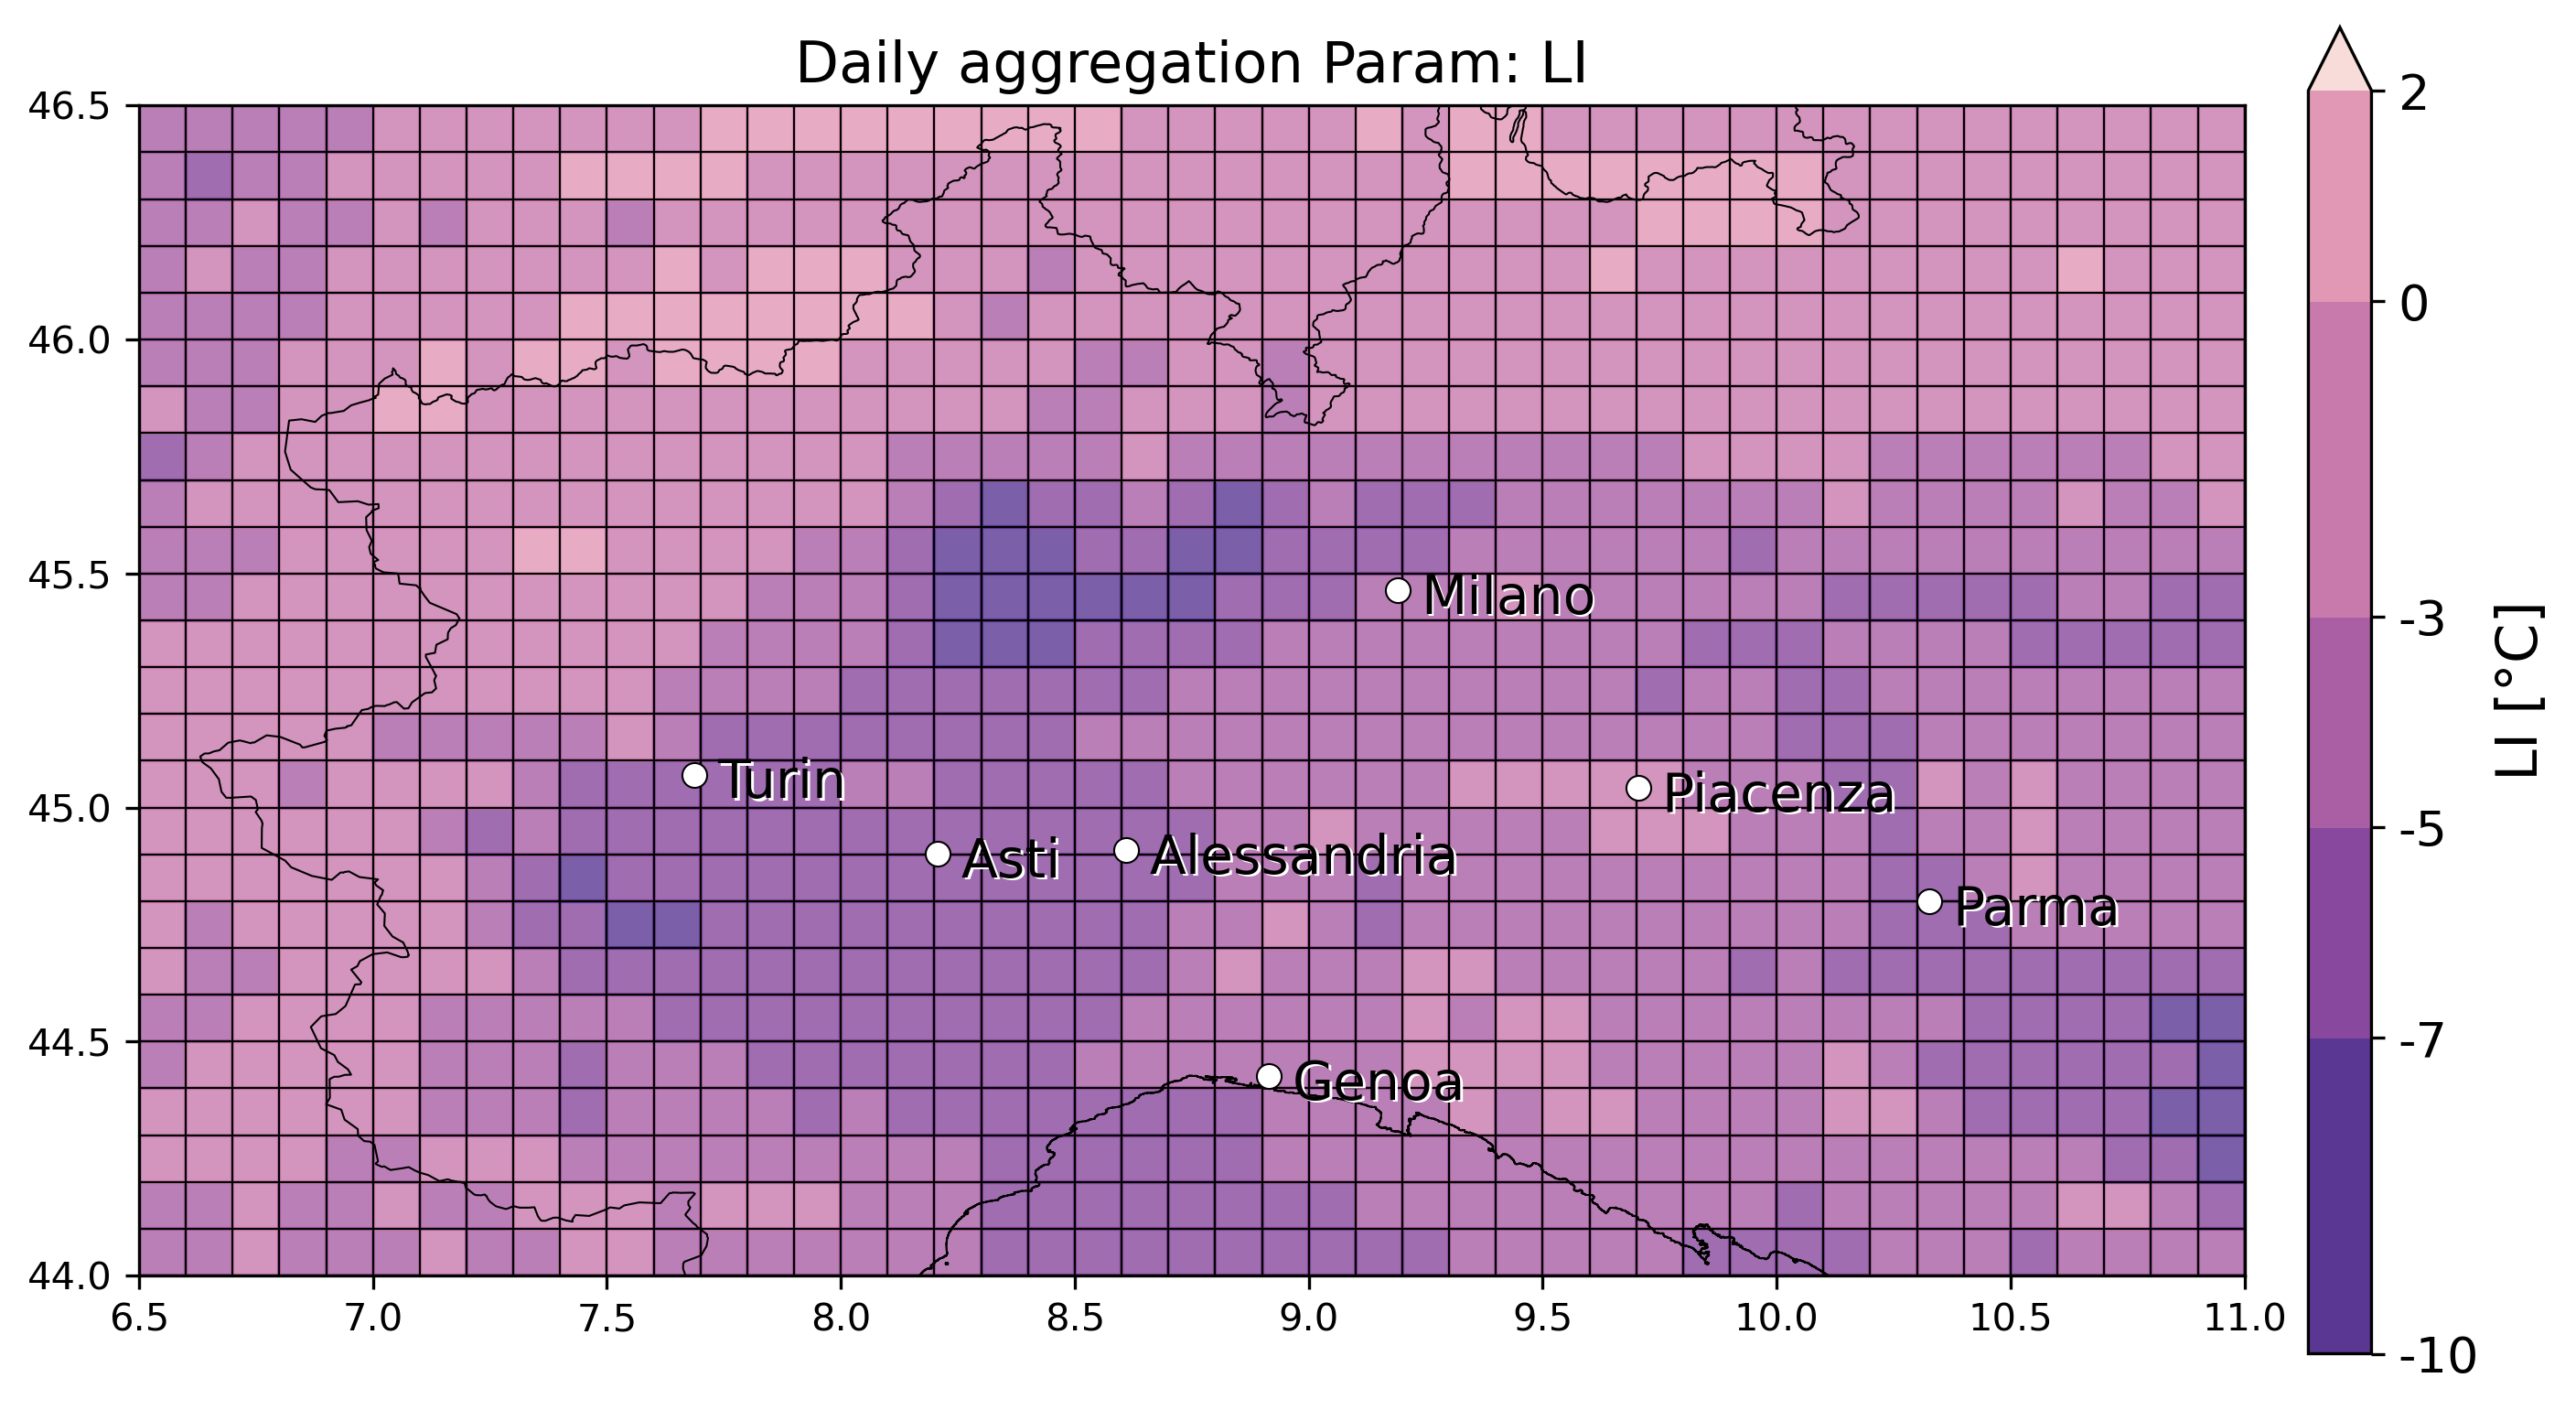 Daily aggregation Param: LI
46.5
46.0
45.5
45.0
44.5
44.0
6.5 7.0 7.5 8.0 8.5 9.0 9.5 10.0 10.5 11.0
Milano
Turin
Piacenza
Asti
Alessandria
Parma
Genoa
2
0
-3
-5
-7
-10
LI [°C]